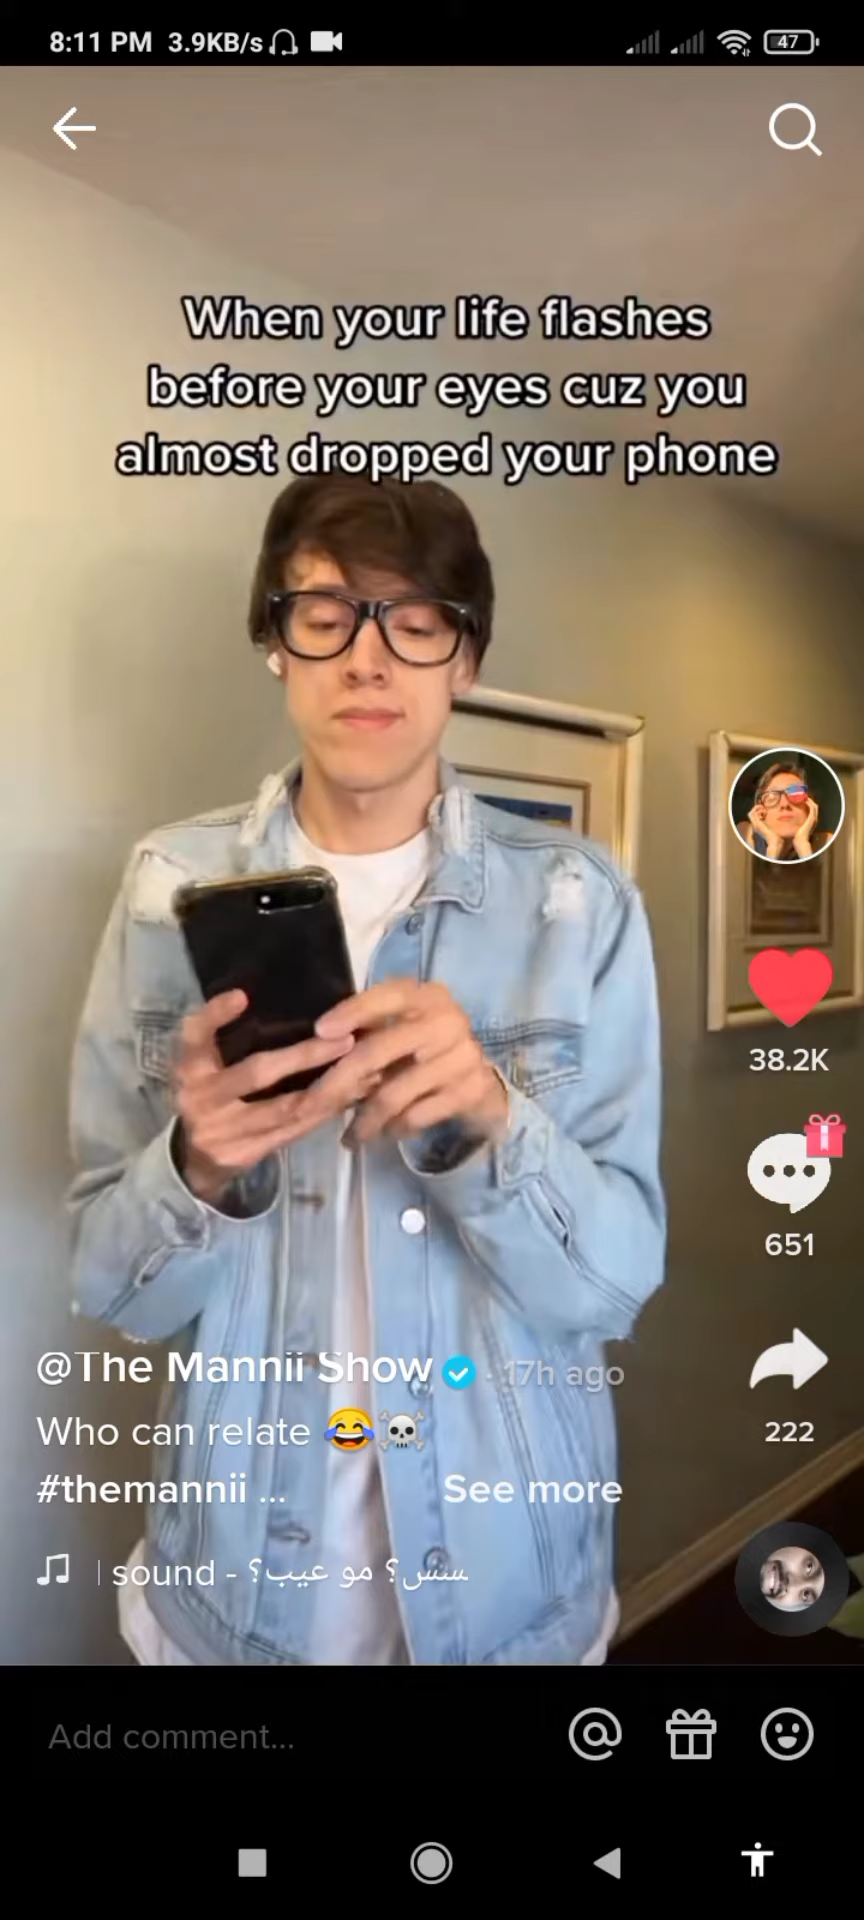 8:11 PM 3.9KB/s 47
When your life flashes
before your eyes cuz you
almost dropped your phone
38.2K
651
@The Mannii Show · 17h ago
Who can relate 😂☠️
222
#themannii ... See more
l sound - سس؟ مو عيب؟
Add comment...